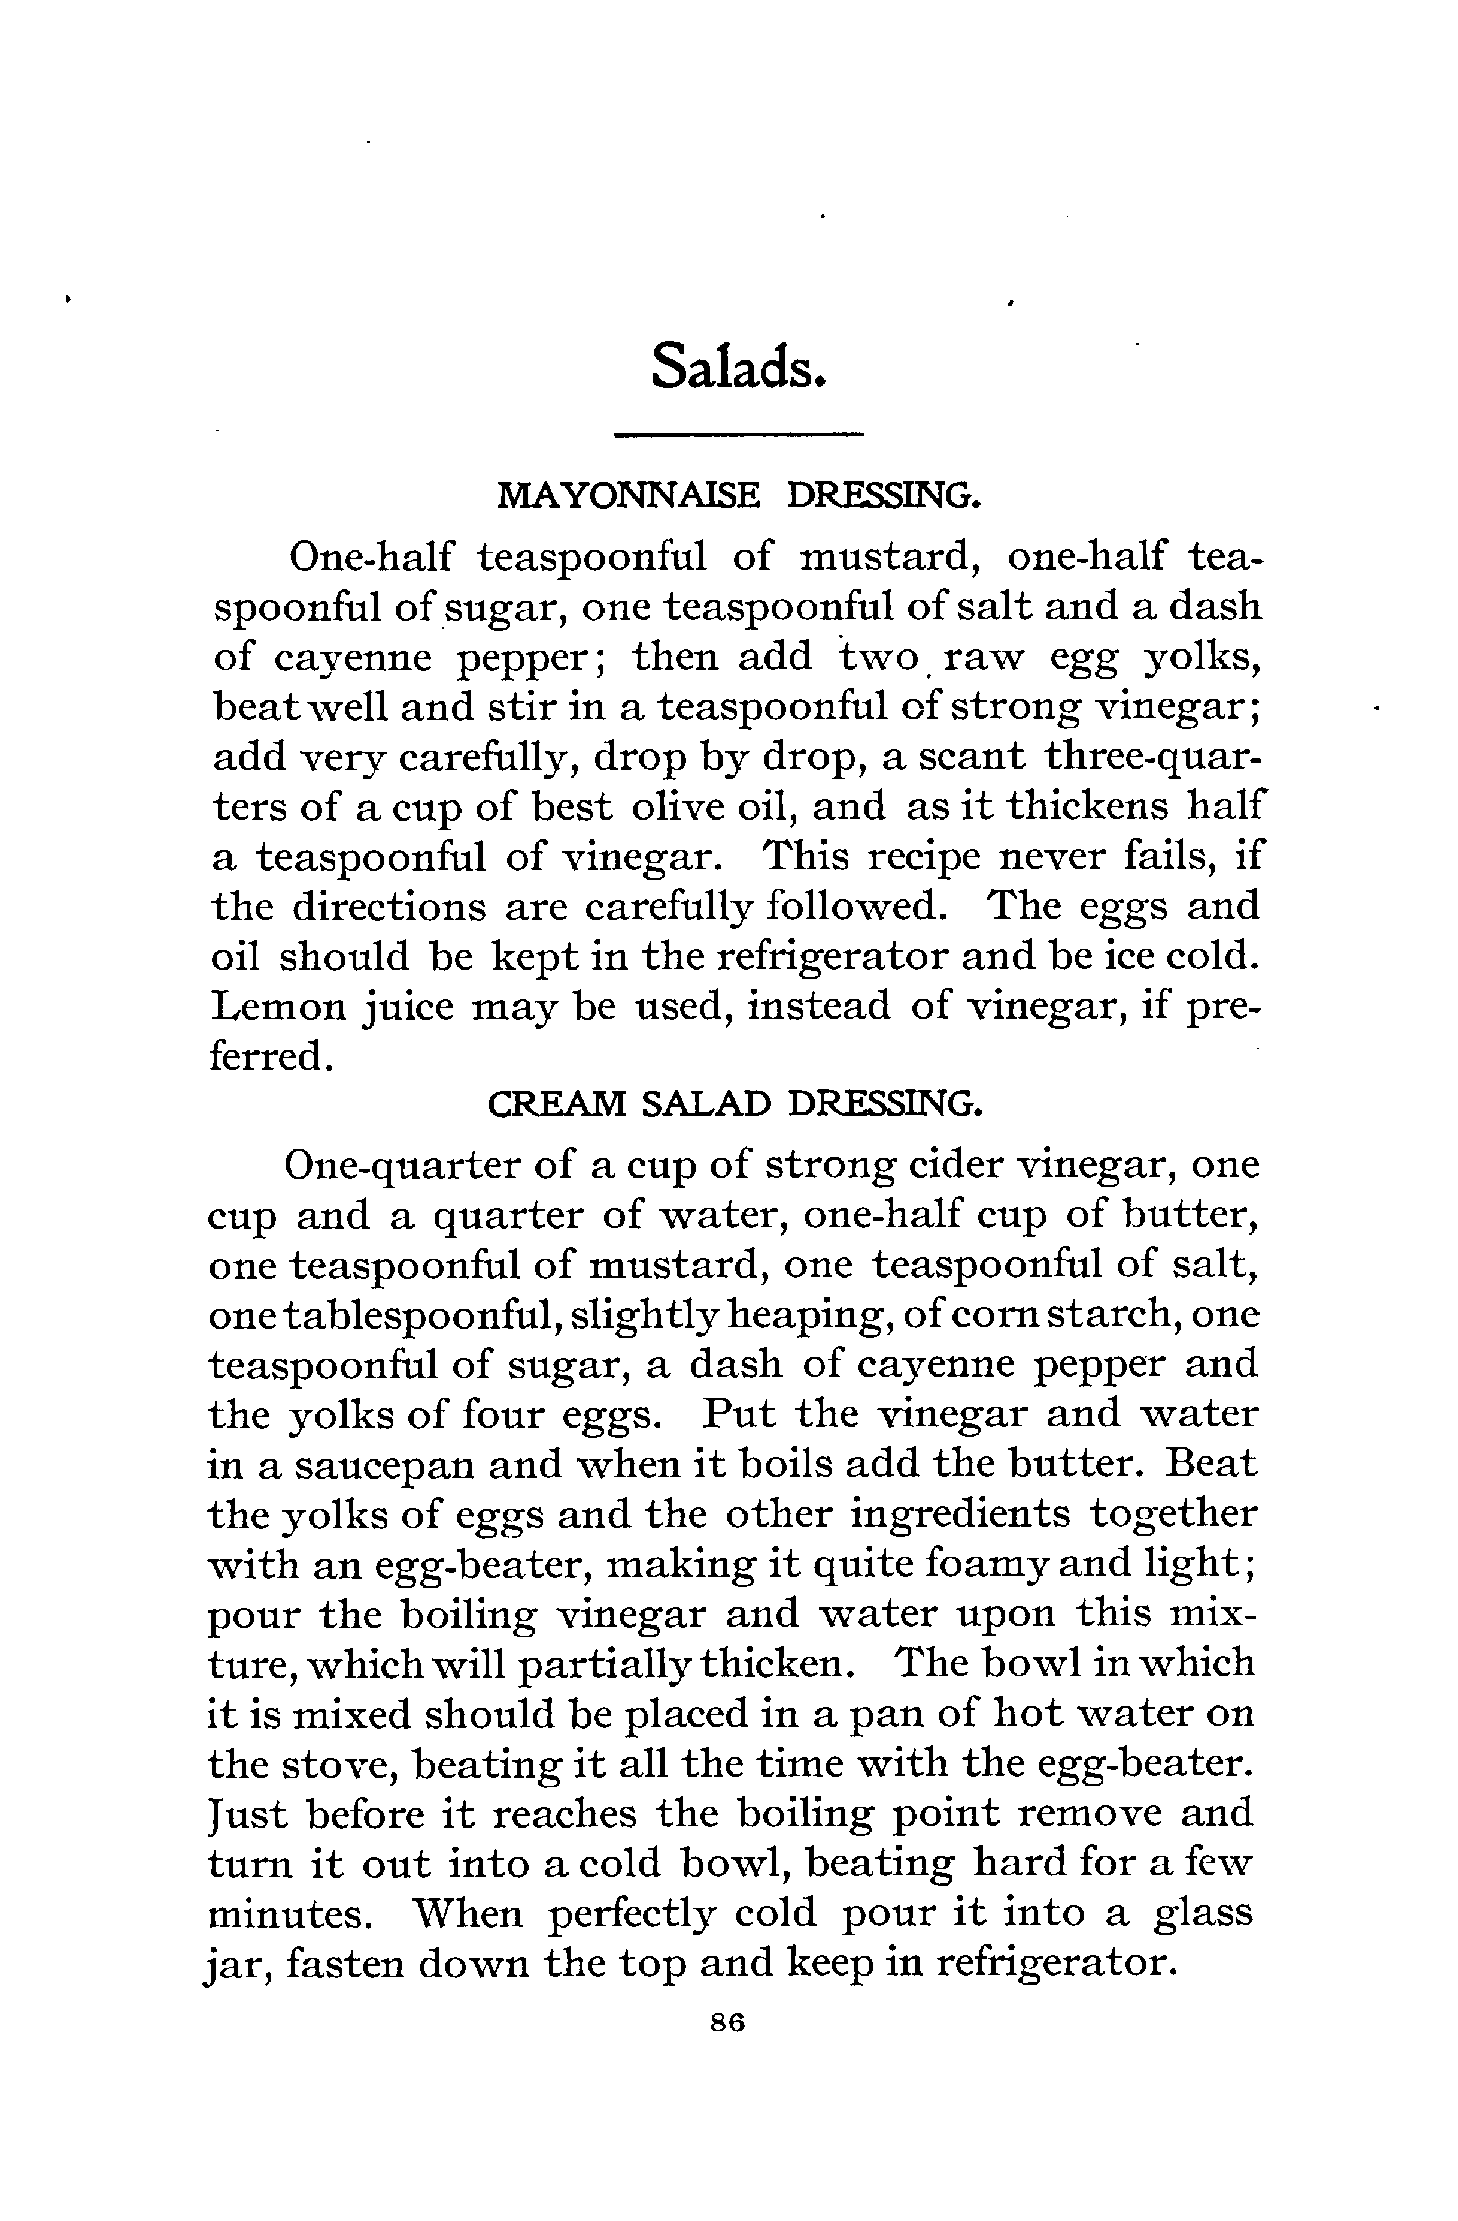 Salads.
MAYONNAISE DRESSING.
One-half teaspoonful of mustard, one-half tea-
spoonful of sugar, one teaspoonful of salt and a dash
of cayenne pepper; then add two raw egg yolks,
beat well and stir in a teaspoonful of strong vinegar;
add very carefully, drop by drop, a scant three-quar-
ters of a cup of best olive oil, and as it thickens half
a teaspoonful of vinegar. This recipe never fails, if
the directions are carefully followed. The eggs and
oil should be kept in the refrigerator and be ice cold.
Lemon juice may be used, instead of vinegar, if pre-
ferred.
CREAM SALAD DRESSING.
One-quarter of a cup of strong cider vinegar, one
cup and a quarter of water, one-half cup of butter,
one teaspoonful of mustard, one teaspoonful of salt,
one tablespoonful, slightly heaping, of corn starch, one
teaspoonful of sugar, a dash of cayenne pepper and
the yolks of four eggs. Put the vinegar and water
in a saucepan and when it boils add the butter. Beat
the yolks of eggs and the other ingredients together
with an egg-beater, making it quite foamy and light;
pour the boiling vinegar and water upon this mix-
ture, which will partially thicken. The bowl in which
it is mixed should be placed in a pan of hot water on
the stove, beating it all the time with the egg-beater.
Just before it reaches the boiling point remove and
turn it out into a cold bowl, beating hard for a few
minutes. When perfectly cold pour it into a glass
jar, fasten down the top and keep in refrigerator.
86